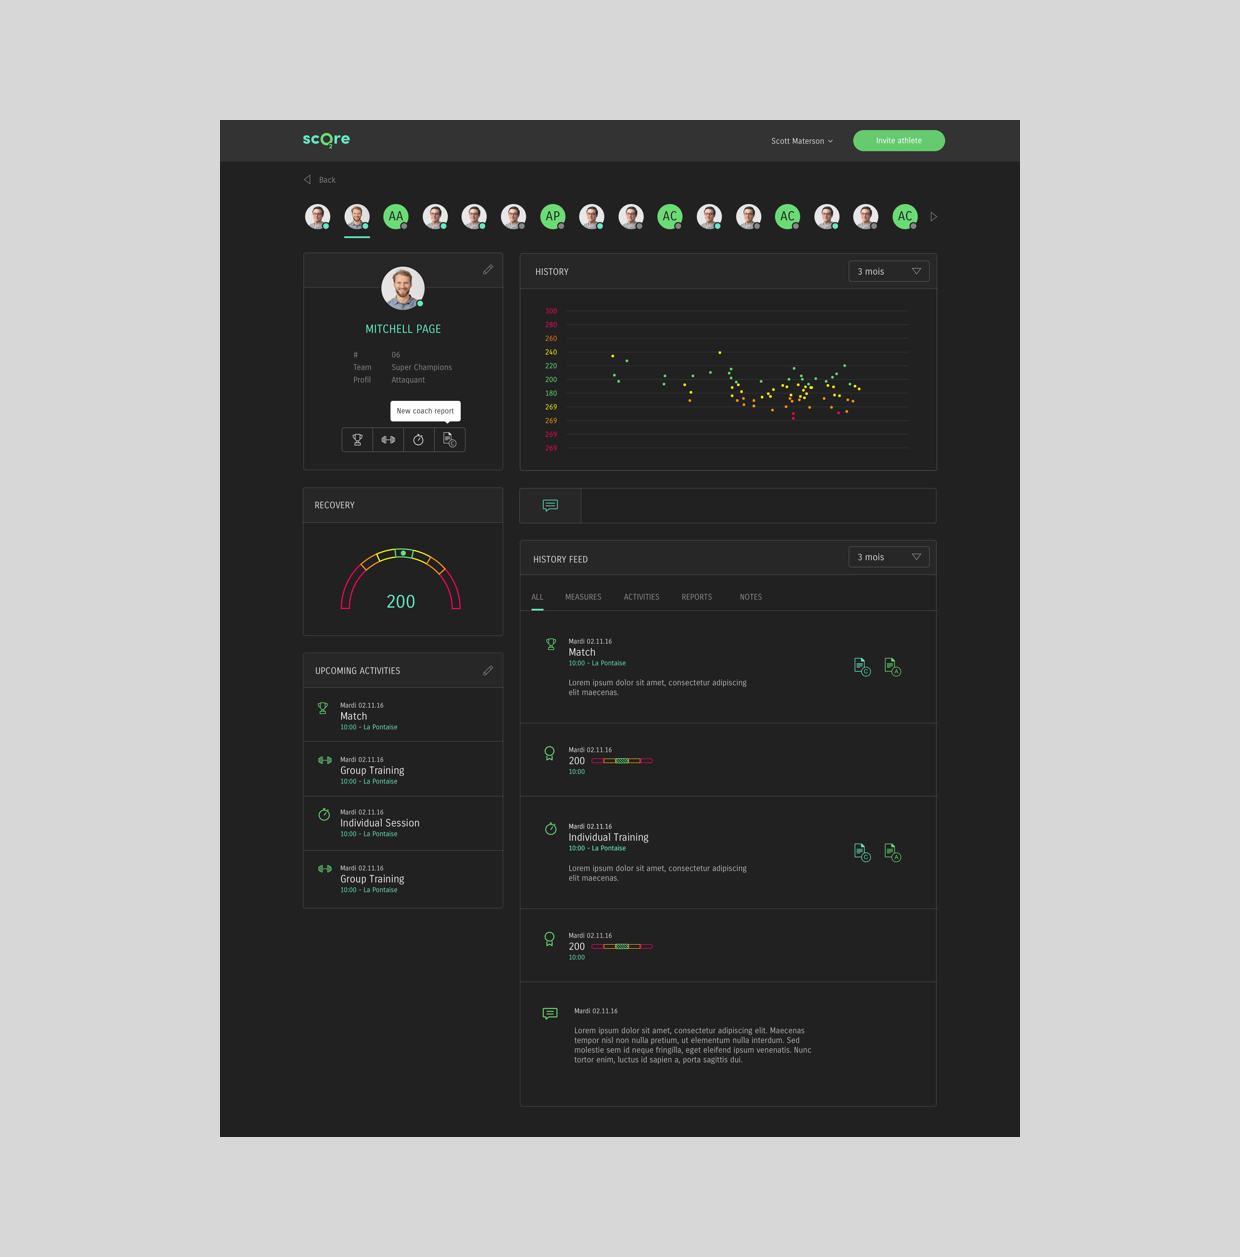 scO2re
Scott Materson
Invite athlete
Back
AA
AP
AC
AC
AC
MITCHELL PAGE
# 06
Team Super Champions
Profil Attaquant
New coach report
C
HISTORY
3 mois
300
280
260
240
220
200
180
269
269
269
269
RECOVERY
200
UPCOMING ACTIVITIES
Mardi 02.11.16
Match
10:00 - La Pontaise
Mardi 02.11.16
Group Training
10:00 - La Pontaise
Mardi 02.11.16
Individual Session
10:00 - La Pontaise
Mardi 02.11.16
Group Training
10:00 - La Pontaise
HISTORY FEED
3 mois
ALL MEASURES ACTIVITIES REPORTS NOTES
Mardi 02.11.16
Match
10:00 - La Pontaise
Lorem ipsum dolor sit amet, consectetur adipiscing
elit maecenas.
C A
Mardi 02.11.16
200
10:00
Mardi 02.11.16
Individual Training
10:00 - La Pontaise
Lorem ipsum dolor sit amet, consectetur adipiscing
elit maecenas.
C A
Mardi 02.11.16
200
10:00
Mardi 02.11.16
Lorem ipsum dolor sit amet, consectetur adipiscing elit. Maecenas
tempor nisl non nulla pretium, ut elementum nulla interdum. Sed
molestie sem id neque fringilla, eget eleifend ipsum venenatis. Nunc
tortor enim, luctus id sapien a, porta sagittis dui.